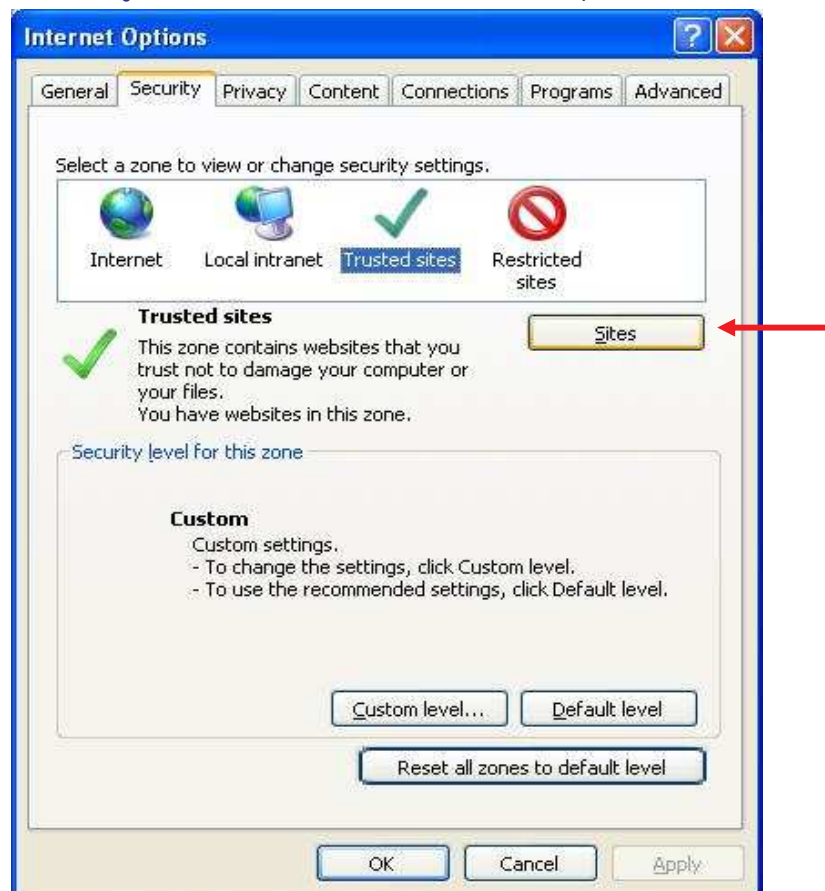 Internet Options
General Security Privacy Content Connections Programs Advanced
Select a zone to view or change security settings.
Internet Local intranet Trusted sites Restricted sites
Trusted sites
Sites
This zone contains websites that you
trust not to damage your computer or
your files.
You have websites in this zone.
Security level for this zone
Custom
Custom settings.
- To change the settings, click Custom level.
- To use the recommended settings, click Default level.
Custom level... Default level
Reset all zones to default level
OK Cancel Apply